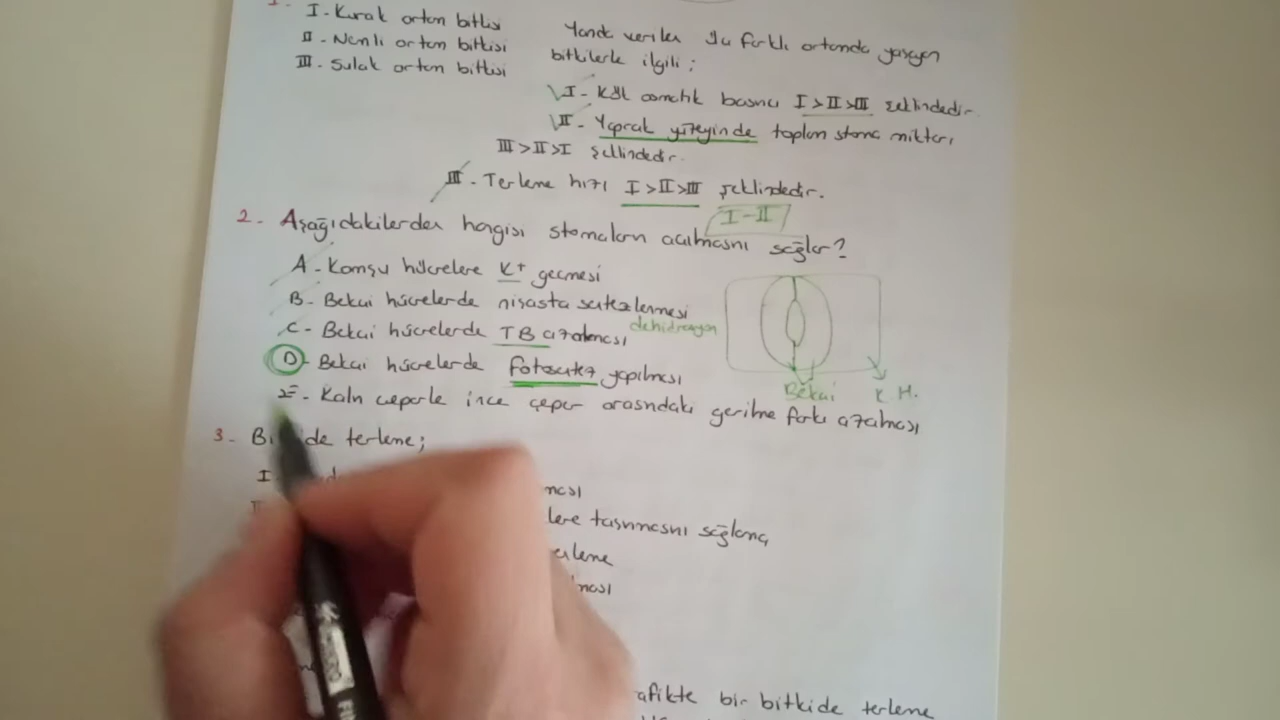 1.
I - Kurak ortam bitkisi
II - Nemli ortam bitkisi
III - Sulak ortam bitkisi
Yanda verilen üç farklı ortamda yaşayan
bitkilerle ilgili ;
I - Kök osmotik basıncı I>II>III şeklindedir.
II - Yaprak yüzeyinde toplam stoma miktarı
III>II>I şeklindedir.
III - Terleme hızı I>II>III şeklindedir.
I-II
2 - Aşağıdakilerden hangisi stomaların açılmasını sağlar?
A - Komşu hücrelere K+ geçmesi
B - Bekçi hücrelerde nişasta sentezlenmesi
C - Bekçi hücrelerde TB azalması
dehidrasyon
D - Bekçi hücrelerde fotosentez yapılması
Bekçi
K.H.
E - Kalın çeperle ince çeper arasındaki gerilme farkı azalması
3 - de terleme;
I
lere taşınmasını sağlama
bir bitkide terleme